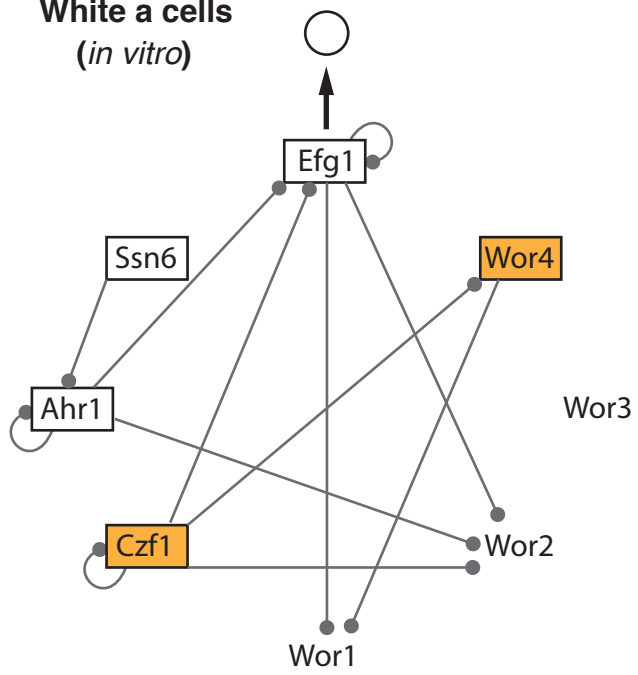 White a cells
(in vitro)
Efg1
Ssn6
Wor4
Ahr1
Wor3
Czf1
Wor2
Wor1